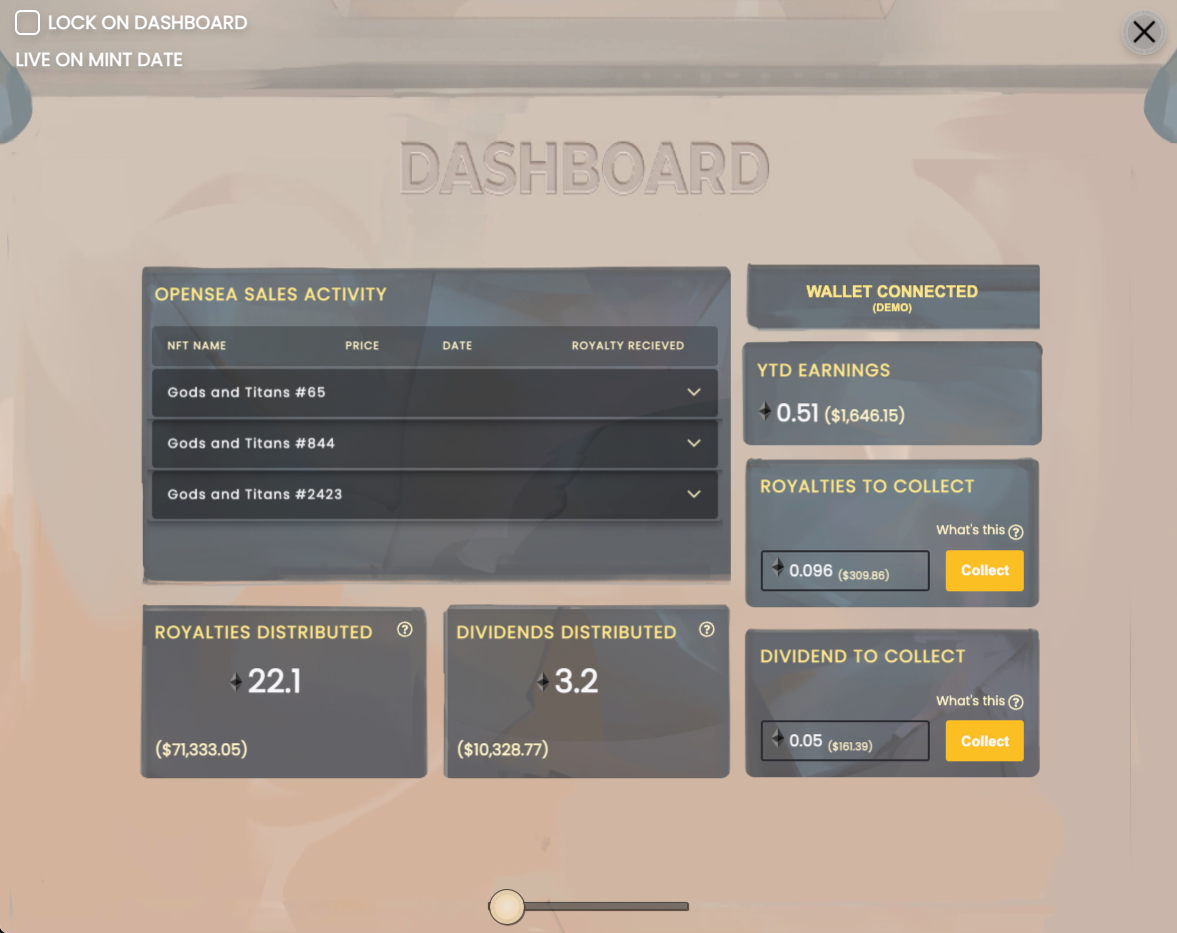 LOCK ON DASHBOARD
LIVE ON MINT DATE
DASHBOARD
OPENSEA SALES ACTIVITY
NFT NAME PRICE DATE ROYALTY RECIEVED
Gods and Titans #65
Gods and Titans #844
Gods and Titans #2423
WALLET CONNECTED
(DEMO)
YTD EARNINGS
0.51 ($1,646.15)
ROYALTIES TO COLLECT
What's this ?
0.096 ($309.86) Collect
ROYALTIES DISTRIBUTED ?
22.1
($71,333.05)
DIVIDENDS DISTRIBUTED ?
3.2
($10,328.77)
DIVIDEND TO COLLECT
What's this ?
0.05 ($161.39) Collect